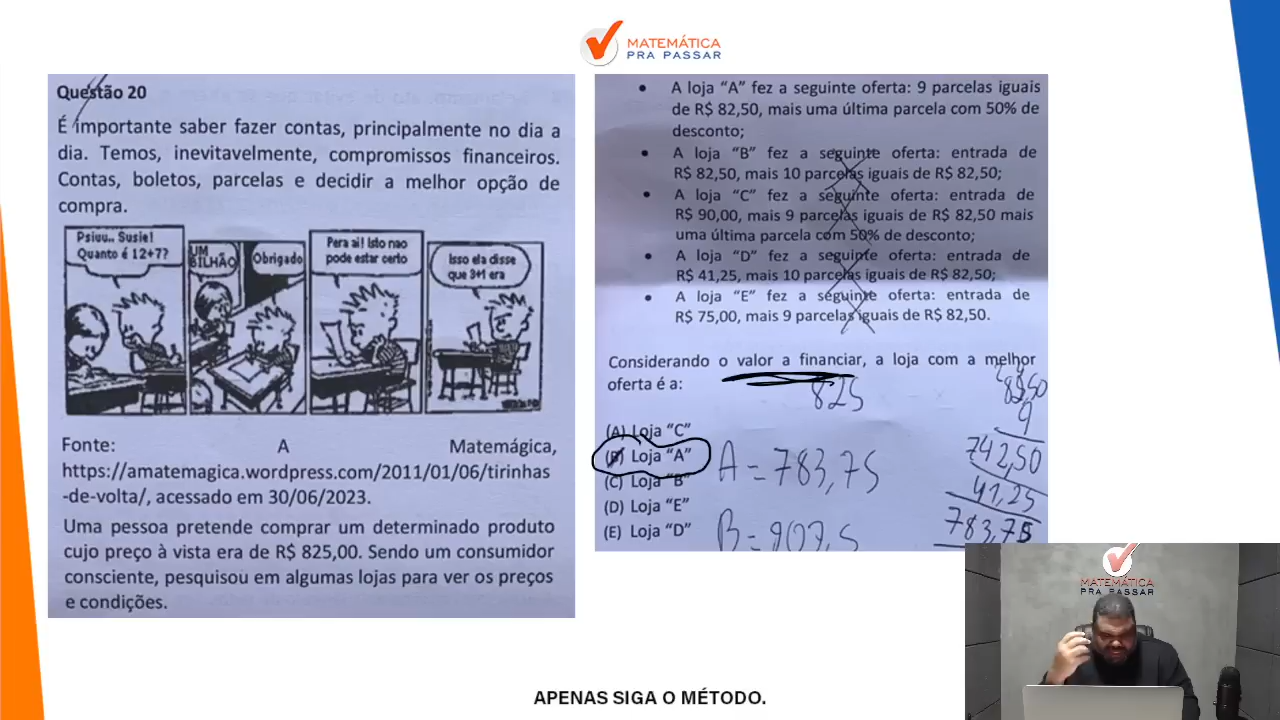 MATEMÁTICA
PRA PASSAR
Questão 20
É importante saber fazer contas, principalmente no dia a
dia. Temos, inevitavelmente, compromissos financeiros.
Contas, boletos, parcelas e decidir a melhor opção de
compra.
Psiuu.. Susie!
Quanto é 12+7?
UM
BILHÃO
Obrigado
Pera ai! Isto nao
pode estar certo
Isso ela disse
que 3+1 era
Fonte: A Matemágica,
https://amatemagica.wordpress.com/2011/01/06/tirinhas
-de-volta/, acessado em 30/06/2023.
Uma pessoa pretende comprar um determinado produto
cujo preço à vista era de R$ 825,00. Sendo um consumidor
consciente, pesquisou em algumas lojas para ver os preços
e condições.
• A loja “A” fez a seguinte oferta: 9 parcelas iguais
de R$ 82,50, mais uma última parcela com 50% de
desconto;
• A loja “B” fez a seguinte oferta: entrada de
R$ 82,50, mais 10 parcelas iguais de R$ 82,50;
• A loja “C” fez a seguinte oferta: entrada de
R$ 90,00, mais 9 parcelas iguais de R$ 82,50 mais
uma última parcela com 50% de desconto;
• A loja “D” fez a seguinte oferta: entrada de
R$ 41,25, mais 10 parcelas iguais de R$ 82,50;
• A loja “E” fez a seguinte oferta: entrada de
R$ 75,00, mais 9 parcelas iguais de R$ 82,50.
Considerando o valor a financiar, a loja com a melhor
oferta é a:
825
82,50
9
742,50
41,25
783,75
(A) Loja “C”
(B) Loja “A”
(C) Loja “B”
(D) Loja “E”
(E) Loja “D”
A = 783,75
B = 907,5
MATEMÁTICA
PRA PASSAR
APENAS SIGA O MÉTODO.